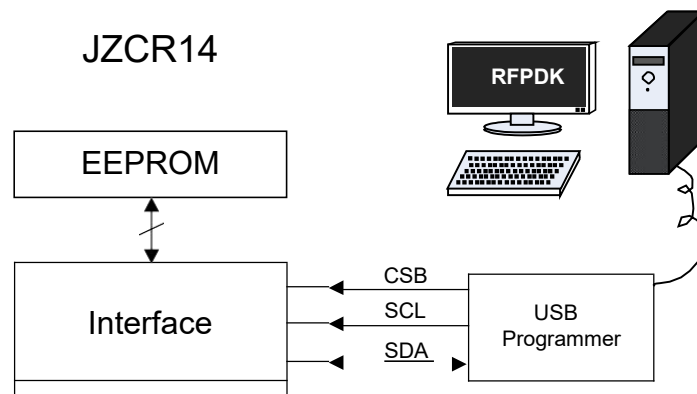 JZCR14
RFPDK
EEPROM
CSB
SCL
SDA
Interface
USB
Programmer